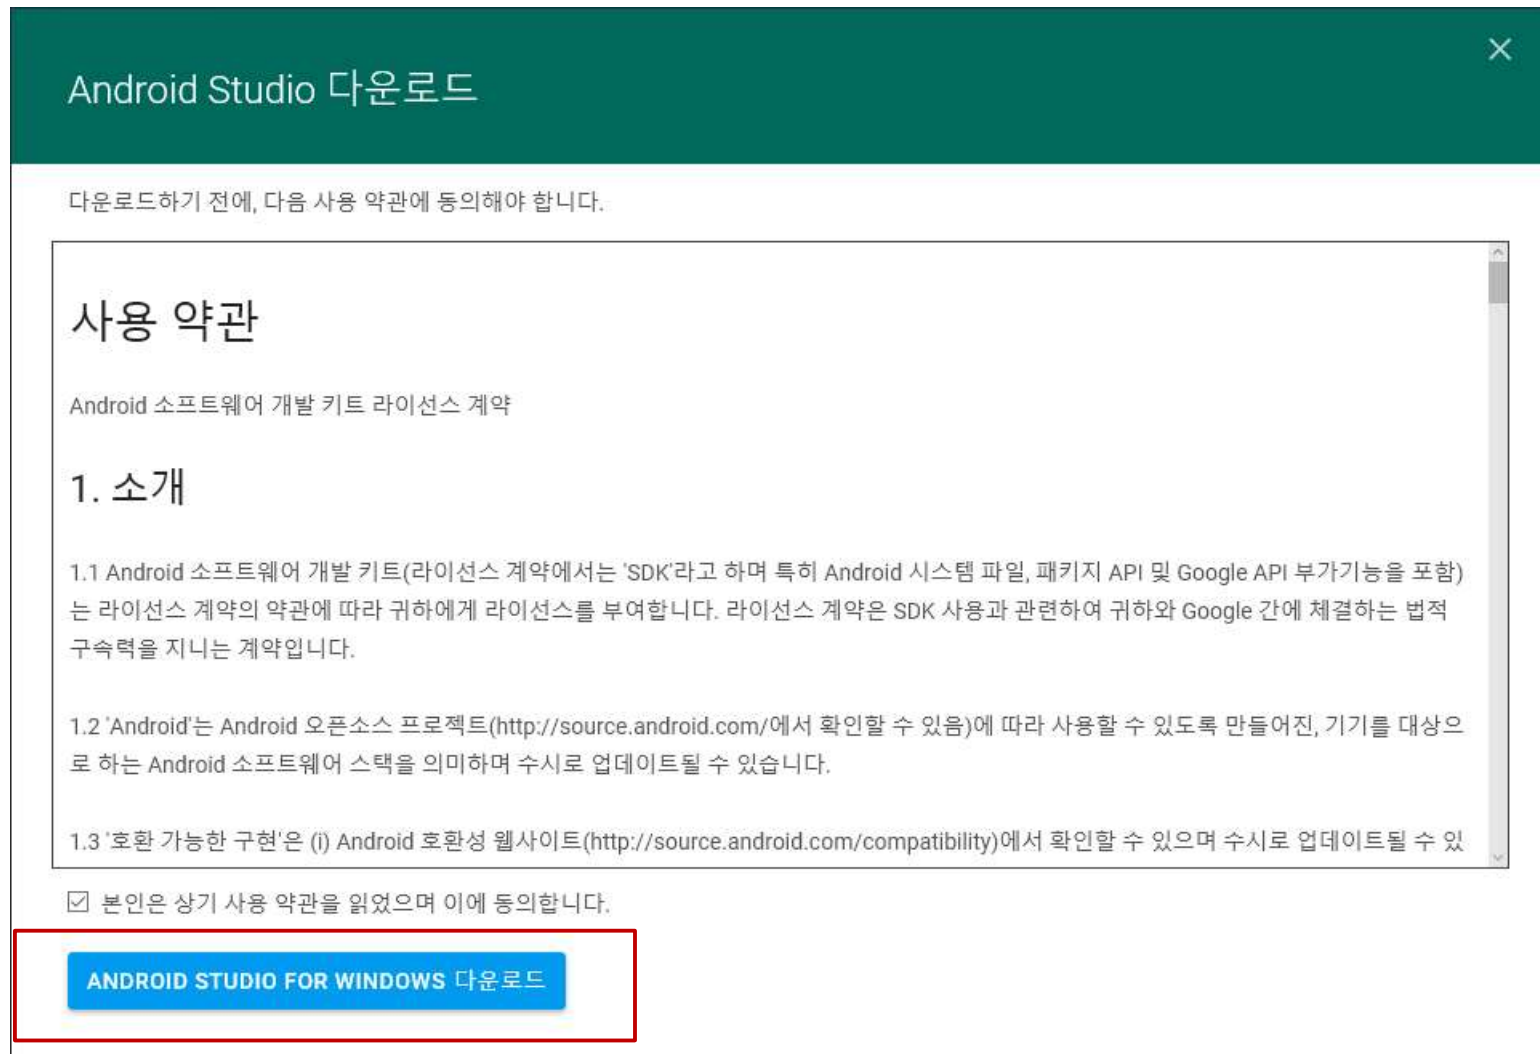 Android Studio 다운로드
다운로드하기 전에, 다음 사용 약관에 동의해야 합니다.
사용 약관
Android 소프트웨어 개발 키트 라이선스 계약
1. 소개
1.1 Android 소프트웨어 개발 키트(라이선스 계약에서는 'SDK'라고 하며 특히 Android 시스템 파일, 패키지 API 및 Google API 부가기능을 포함)
는 라이선스 계약의 약관에 따라 귀하에게 라이선스를 부여합니다. 라이선스 계약은 SDK 사용과 관련하여 귀하와 Google 간에 체결하는 법적
구속력을 지니는 계약입니다.
1.2 'Android'는 Android 오픈소스 프로젝트(http://source.android.com/에서 확인할 수 있음)에 따라 사용할 수 있도록 만들어진, 기기를 대상으
로 하는 Android 소프트웨어 스택을 의미하며 수시로 업데이트될 수 있습니다.
1.3 '호환 가능한 구현'은 (i) Android 호환성 웹사이트(http://source.android.com/compatibility)에서 확인할 수 있으며 수시로 업데이트될 수 있
본인은 상기 사용 약관을 읽었으며 이에 동의합니다.
ANDROID STUDIO FOR WINDOWS 다운로드